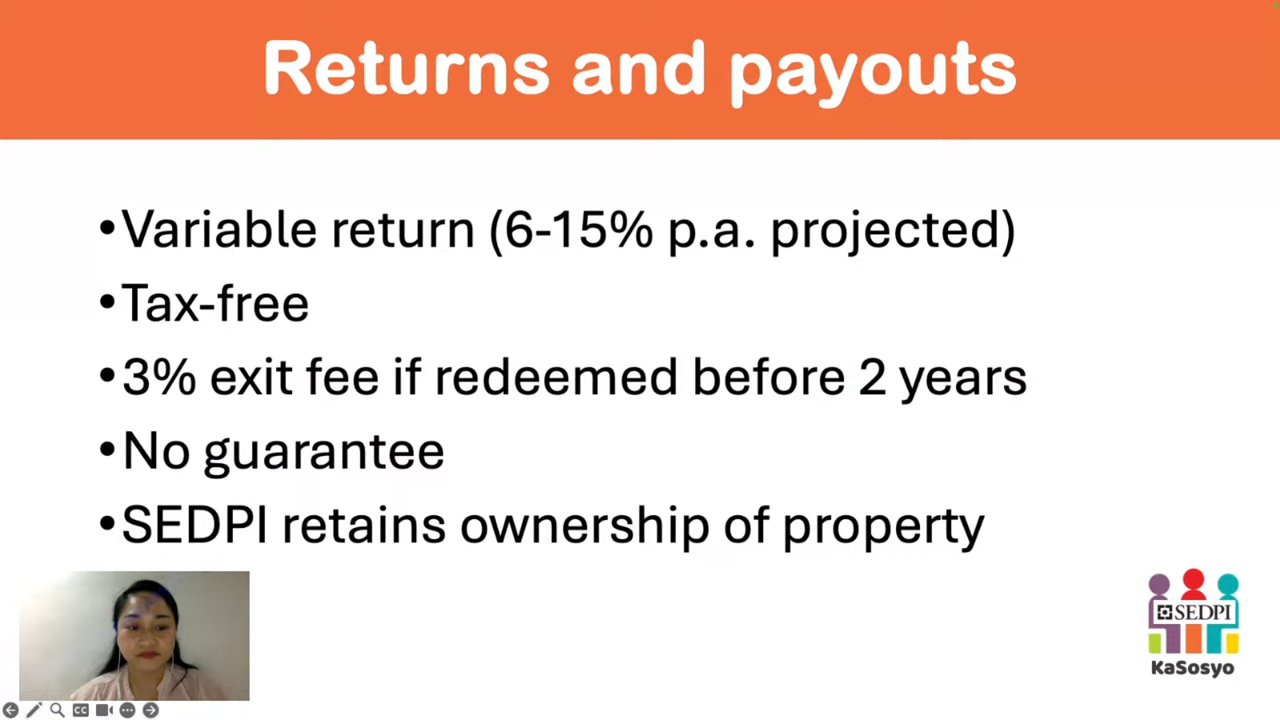 Returns and payouts
•Variable return (6-15% p.a. projected)
•Tax-free
•3% exit fee if redeemed before 2 years
•No guarantee
•SEDPI retains ownership of property
SEDPI
KaSosyo
CC